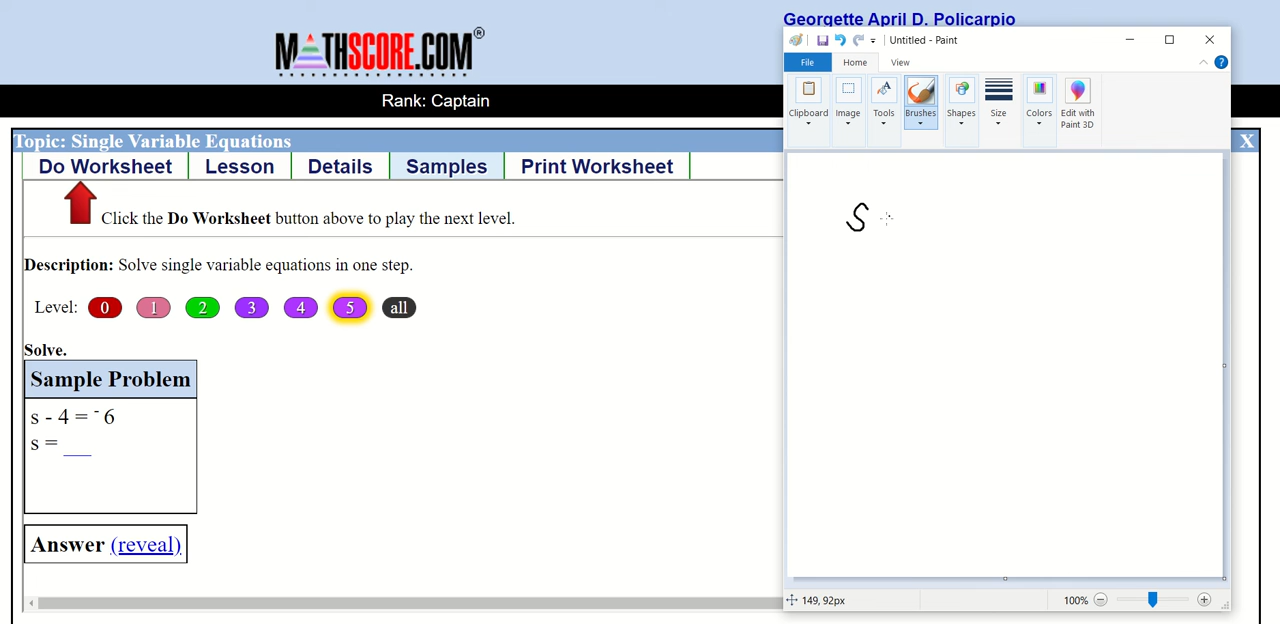 Georgette April D. Policarpio
MATHSCORE.COM®
Rank: Captain
Untitled - Paint
File Home View
Clipboard Image Tools Brushes Shapes Size Colors Edit with Paint 3D
Topic: Single Variable Equations X
Do Worksheet Lesson Details Samples Print Worksheet
Click the Do Worksheet button above to play the next level.
S
Description: Solve single variable equations in one step.
Level: 0 1 2 3 4 5 all
Solve.
Sample Problem
s - 4 = ⁻6
s = __
Answer (reveal)
149, 92px 100%